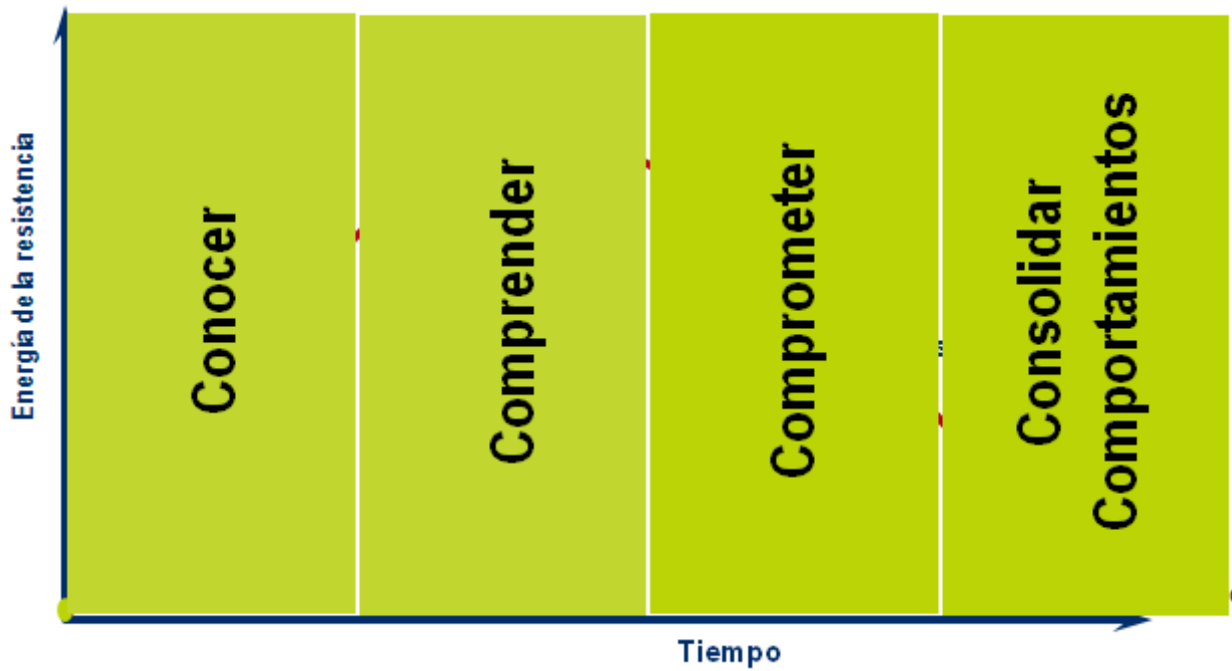 Energía de la resistencia
Conocer
Comprender
Comprometer
Consolidar
Comportamientos
Tiempo